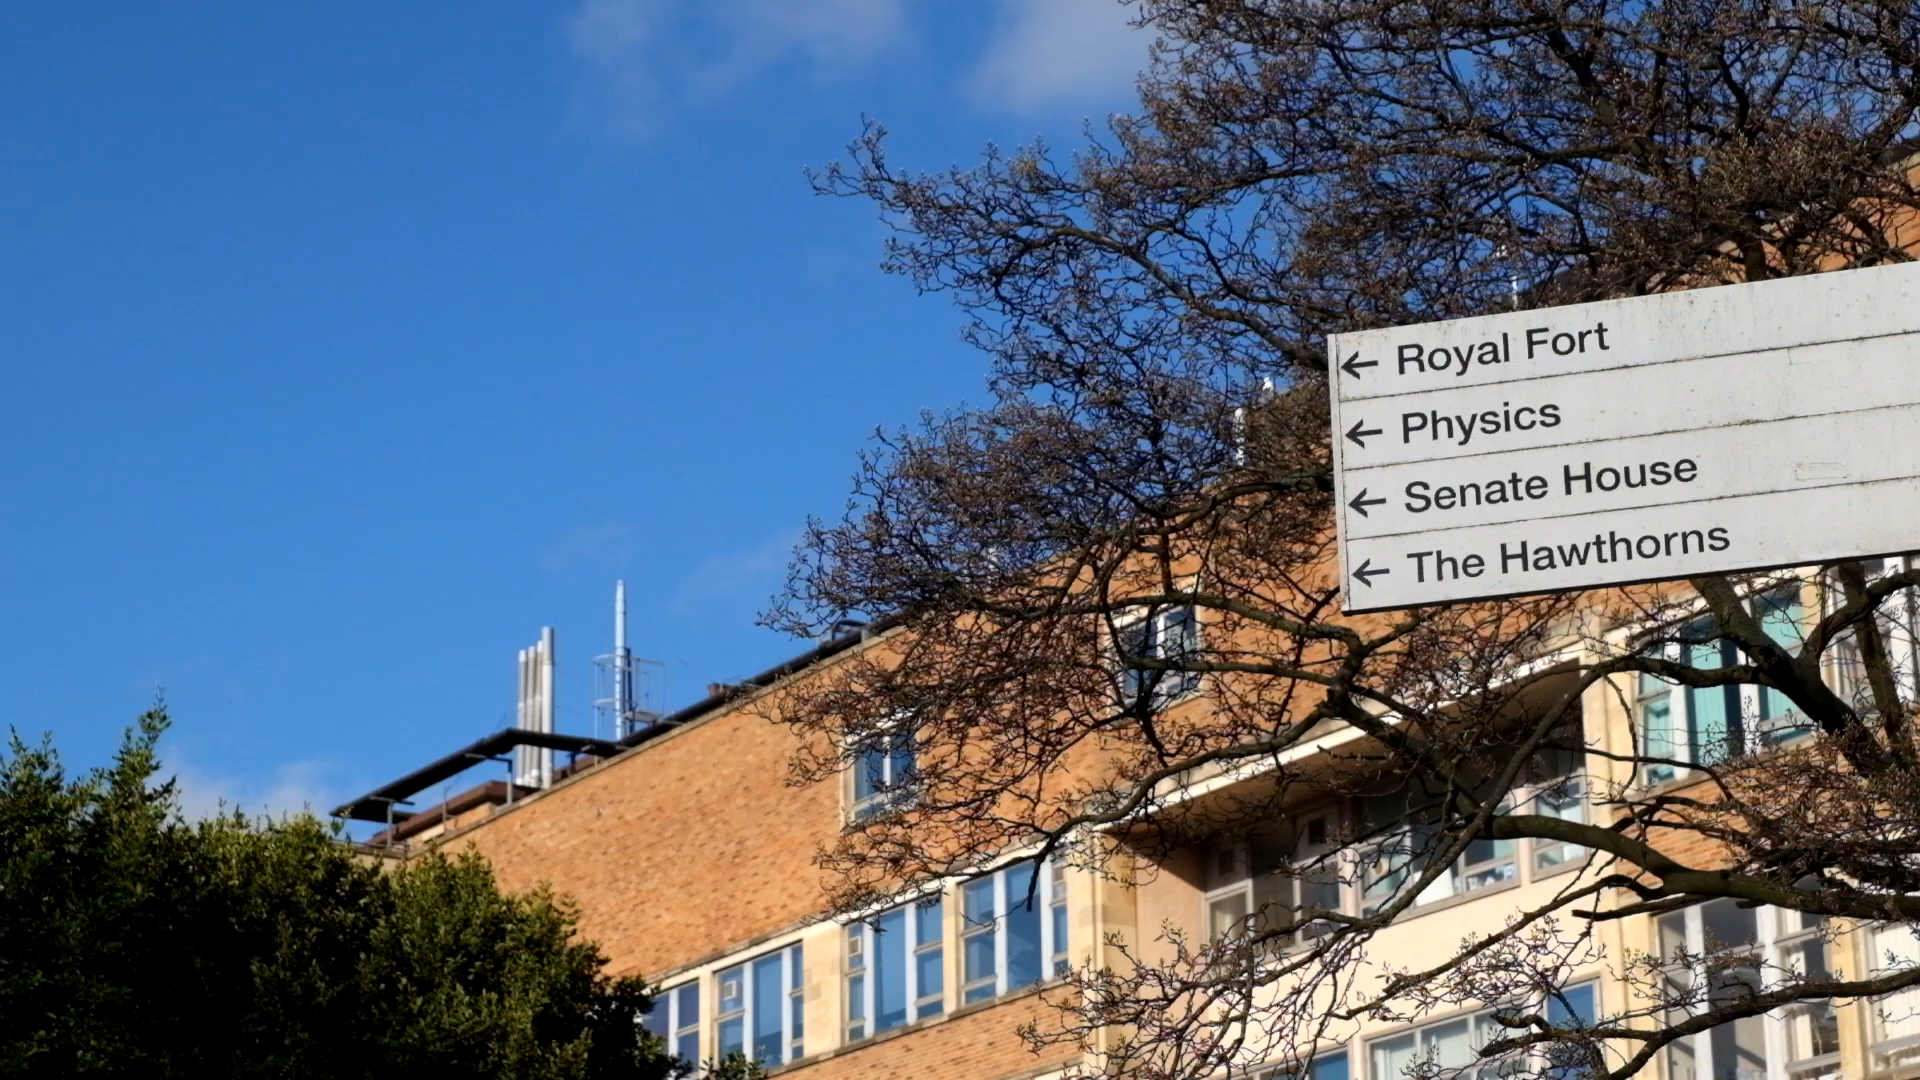 ← Royal Fort
← Physics
← Senate House
← The Hawthorns